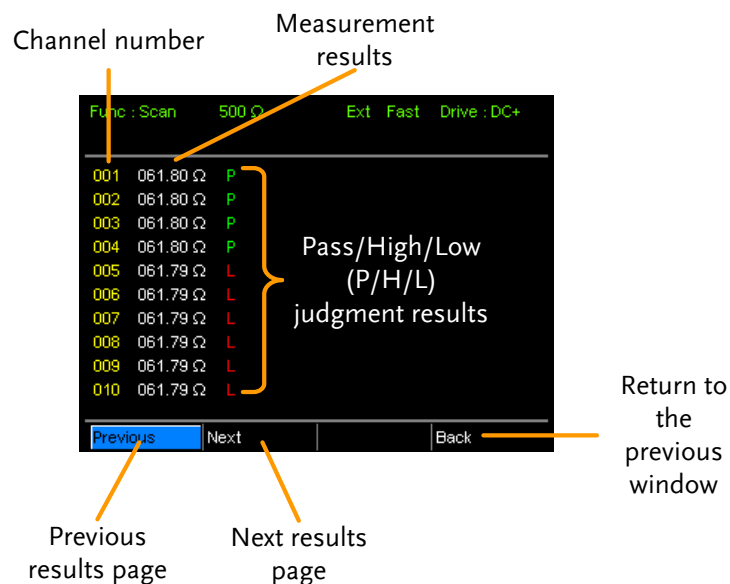 Channel number
Measurement
results
Func : Scan 500 Ω Ext Fast Drive : DC+
001 061.80 Ω P
002 061.80 Ω P
003 061.80 Ω P
004 061.80 Ω P
005 061.79 Ω L
006 061.79 Ω L
007 061.79 Ω L
008 061.79 Ω L
009 061.79 Ω L
010 061.79 Ω L
Pass/High/Low
(P/H/L)
judgment results
Previous Next Back
Return to
the
previous
window
Previous
results page
Next results
page